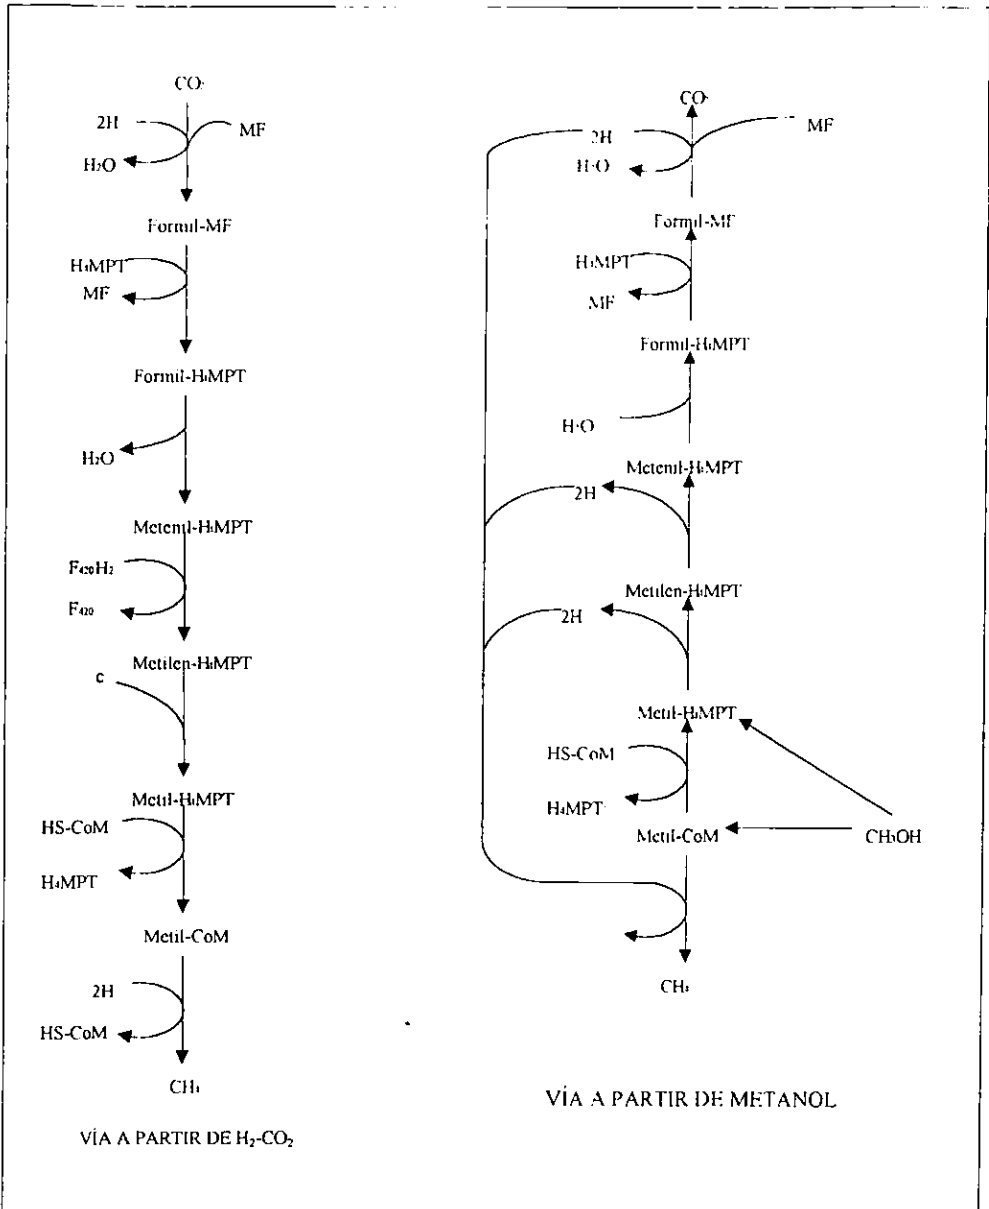 CO₂
2H
MF
H₂O
Formil-MF
H₄MPT
MF
Formil-H₄MPT
H₂O
Metenil-H₄MPT
F₄₂₀H₂
F₄₂₀
Metilen-H₄MPT
c
Metil-H₄MPT
HS-CoM
H₄MPT
Metil-CoM
2H
HS-CoM
CH₄
VÍA A PARTIR DE H₂-CO₂
CO₂
2H
MF
H₂O
Formil-MF
H₄MPT
MF
Formil-H₄MPT
H₂O
Metenil-H₄MPT
2H
Metilen-H₄MPT
2H
Metil-H₄MPT
HS-CoM
H₄MPT
Metil-CoM
CH₃OH
CH₄
VÍA A PARTIR DE METANOL